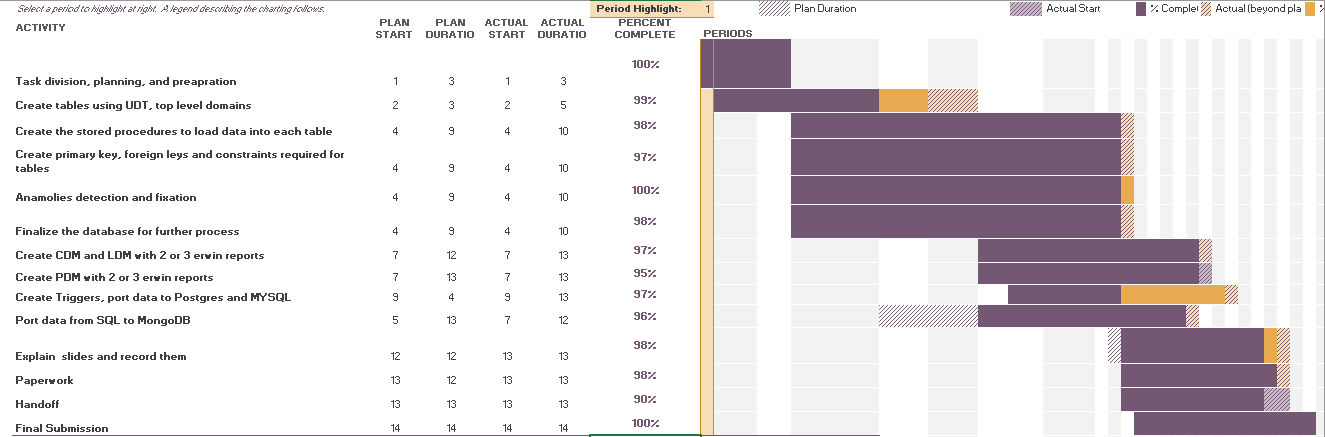 Select a period to highlight at right. A legend describing the charting follows.
Period Highlight: 1
Plan Duration
Actual Start
% Complet
Actual (beyond pla
%
ACTIVITY
PLAN START
PLAN DURATIO
ACTUAL START
ACTUAL DURATIO
PERCENT COMPLETE
PERIODS
Task division, planning, and preapration 1 3 1 3 100%
Create tables using UDT, top level domains 2 3 2 5 99%
Create the stored procedures to load data into each table 4 9 4 10 98%
Create primary key, foreign leys and constraints required for
tables 4 9 4 10 97%
Anamolies detection and fixation 4 9 4 10 100%
Finalize the database for further process 4 9 4 10 98%
Create CDM and LDM with 2 or 3 erwin reports 7 12 7 13 97%
Create PDM with 2 or 3 erwin reports 7 13 7 13 95%
Create Triggers, port data to Postgres and MYSQL 9 4 9 13 97%
Port data from SQL to MongoDB 5 13 7 12 96%
Explain slides and record them 12 12 13 13 98%
Paperwork 13 12 13 13 98%
Handoff 13 13 13 13 90%
Final Submission 14 14 14 14 100%